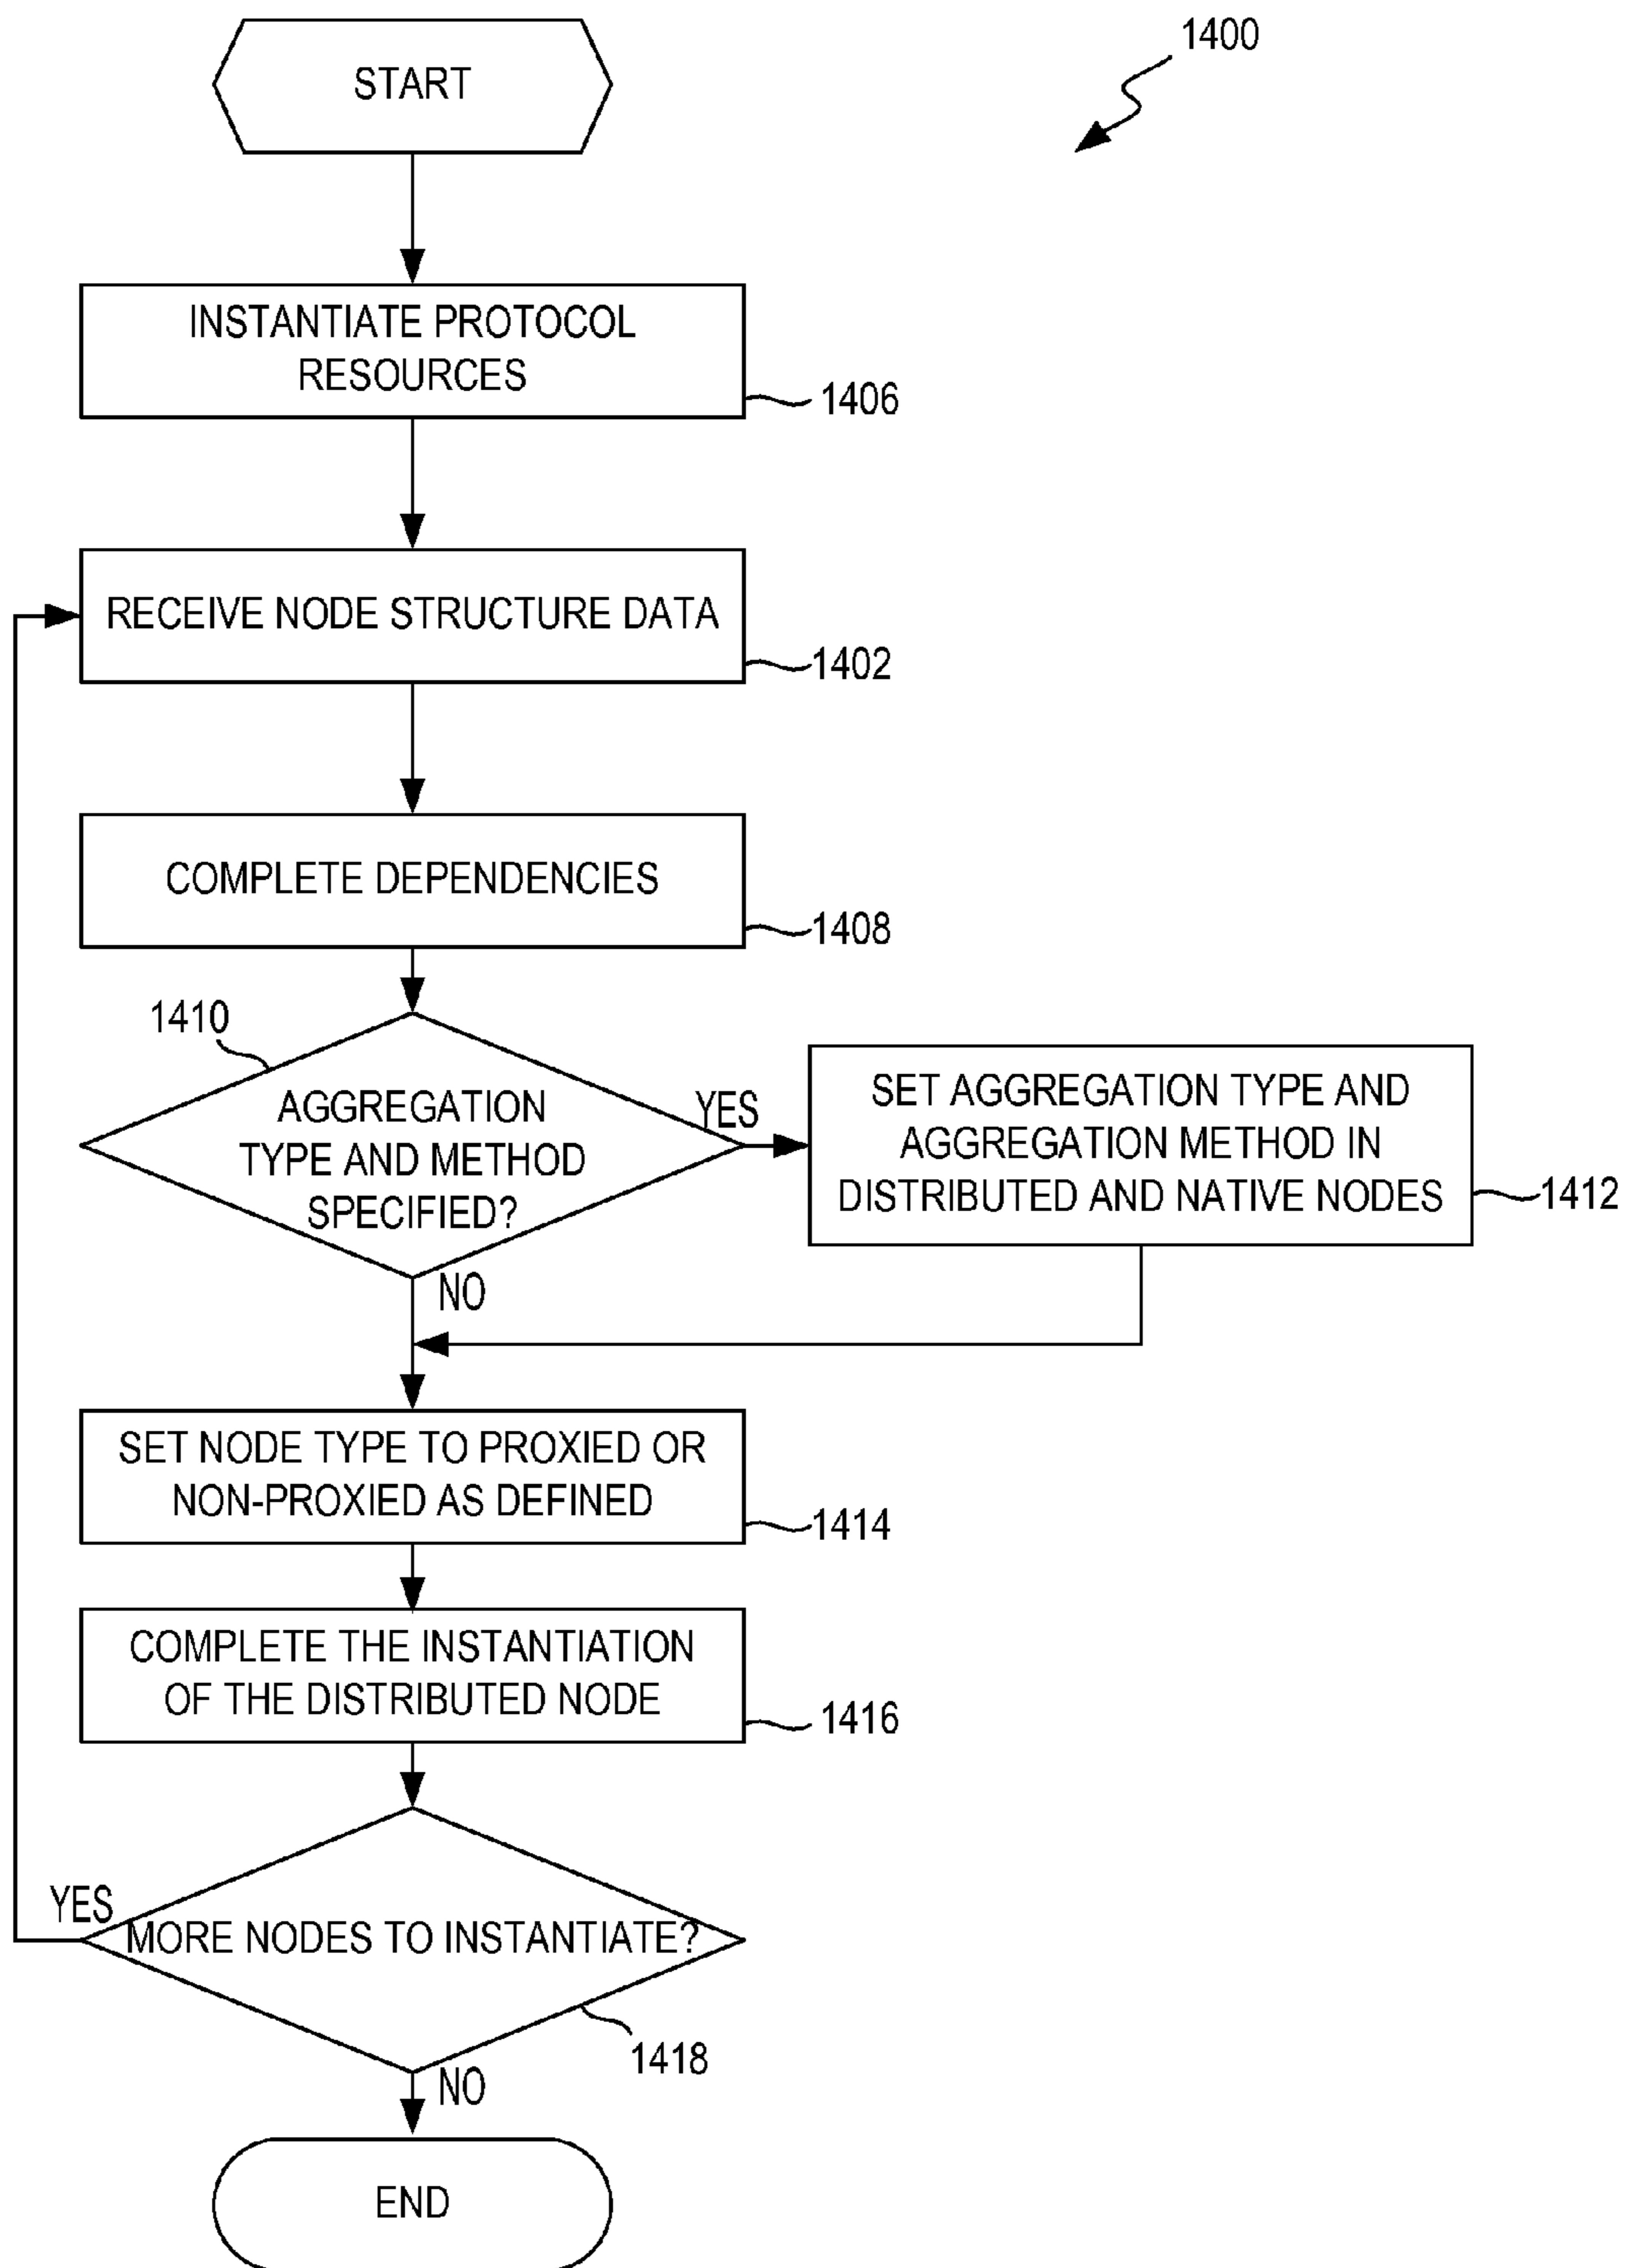 1400
START
INSTANTIATE PROTOCOL
RESOURCES
1406
RECEIVE NODE STRUCTURE DATA
1402
COMPLETE DEPENDENCIES
1408
1410
AGGREGATION
TYPE AND METHOD
SPECIFIED?
YES
SET AGGREGATION TYPE AND
AGGREGATION METHOD IN
DISTRIBUTED AND NATIVE NODES
1412
NO
SET NODE TYPE TO PROXIED OR
NON-PROXIED AS DEFINED
1414
COMPLETE THE INSTANTIATION
OF THE DISTRIBUTED NODE
1416
YES
MORE NODES TO INSTANTIATE?
1418
NO
END